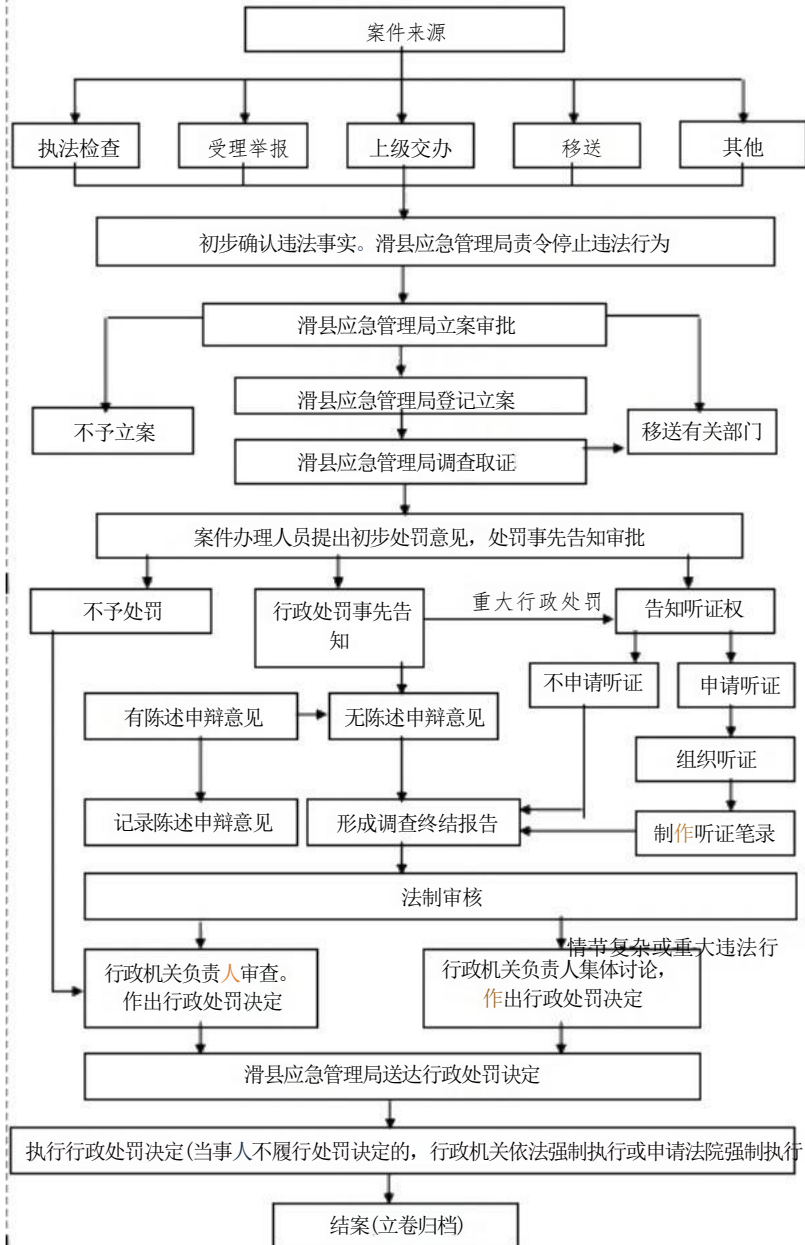 案件来源
执法检查
受理举报
上级交办
移送
其他
初步确认违法事实。滑县应急管理局责令停止违法行为
滑县应急管理局立案审批
滑县应急管理局登记立案
不予立案
移送有关部门
滑县应急管理局调查取证
案件办理人员提出初步处罚意见，处罚事先告知审批
不予处罚
行政处罚事先告
知
重大行政处罚
告知听证权
不申请听证
申请听证
有陈述申辩意见
无陈述申辩意见
组织听证
记录陈述申辩意见
形成调查终结报告
制作听证笔录
法制审核
情节复杂或重大违法行
行政机关负责人审查。
作出行政处罚决定
行政机关负责人集体讨论，
作出行政处罚决定
滑县应急管理局送达行政处罚诀定
执行行政处罚决定(当事人不履行处罚诀定的，行政机关依法强制执行或申请法院强制执行
结案(立卷归档)